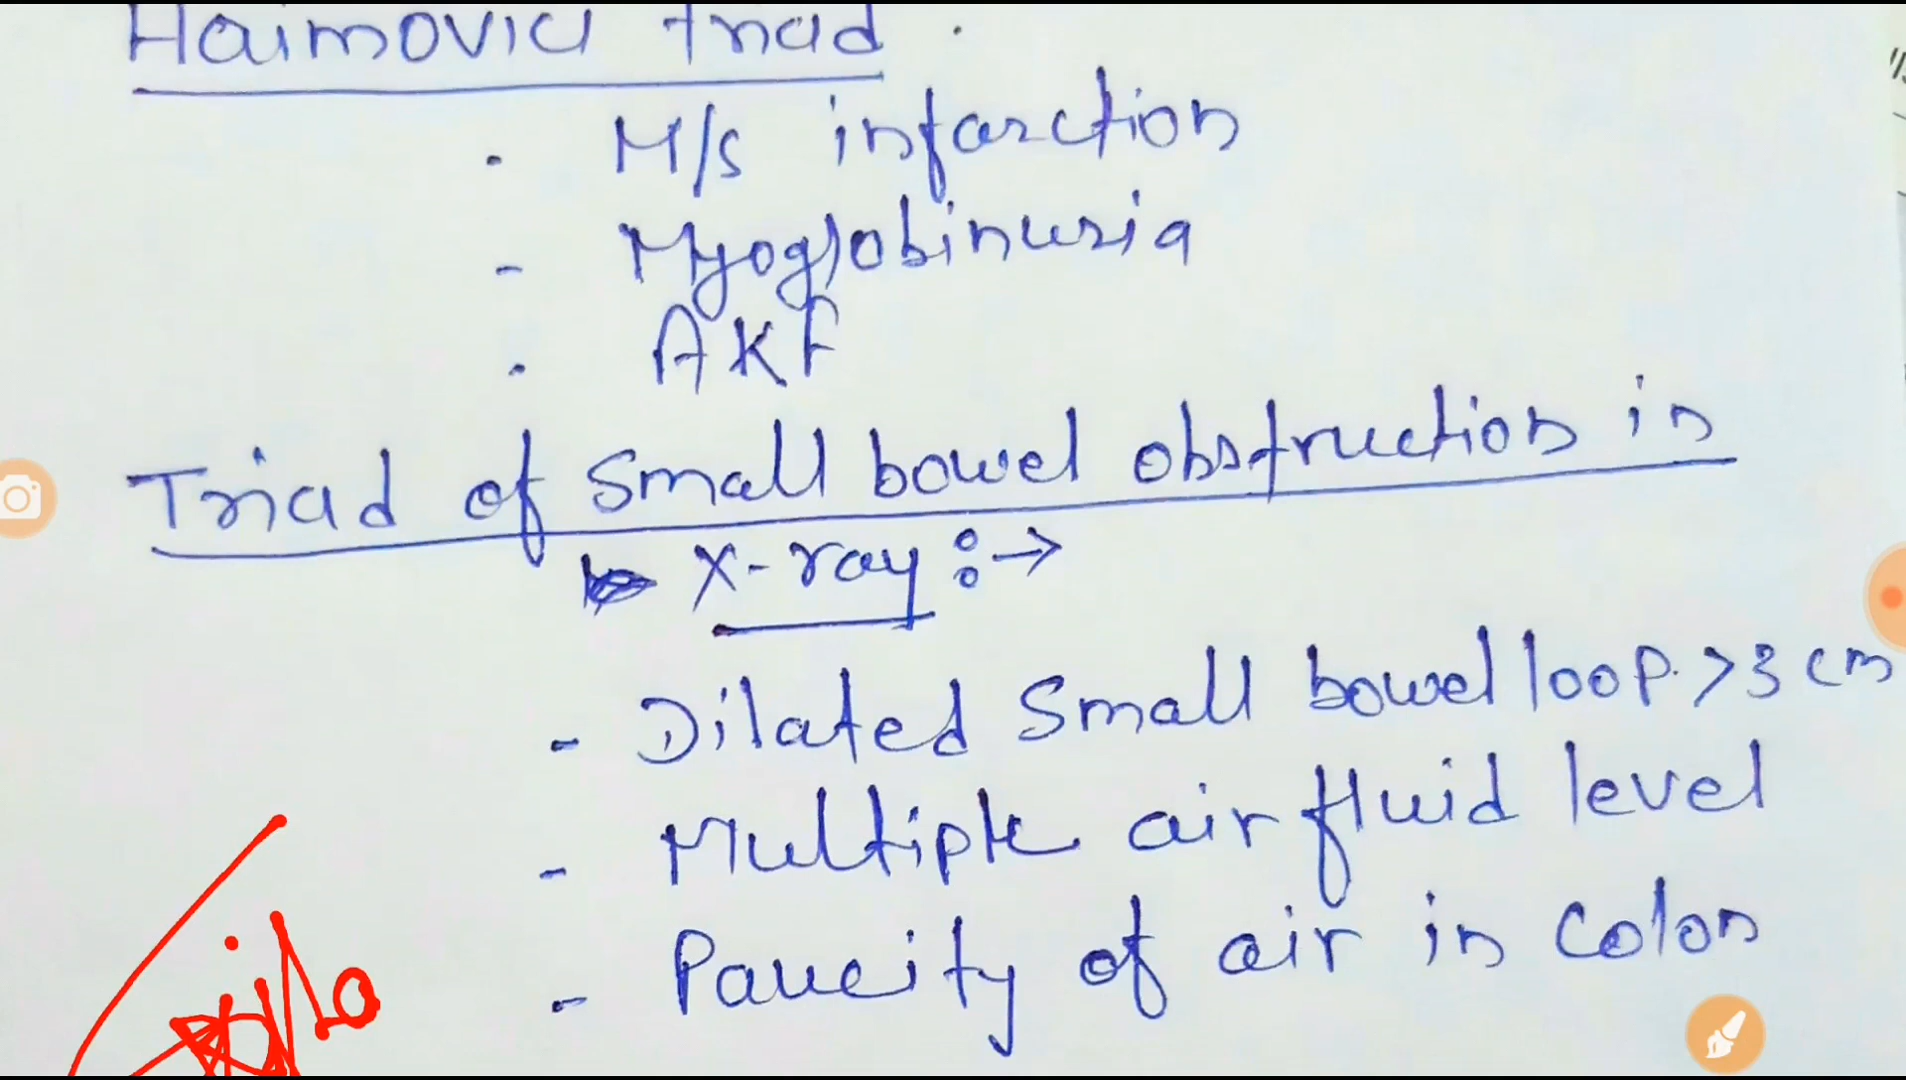 Haimovici triad
. M/s infarction
- Myoglobinuria
. AKF
Triad of Small bowel obstruction in
X-ray :→
- Dilated Small bowel loop. >3 cm
- Multiple air fluid level
- Paucity of air in colon